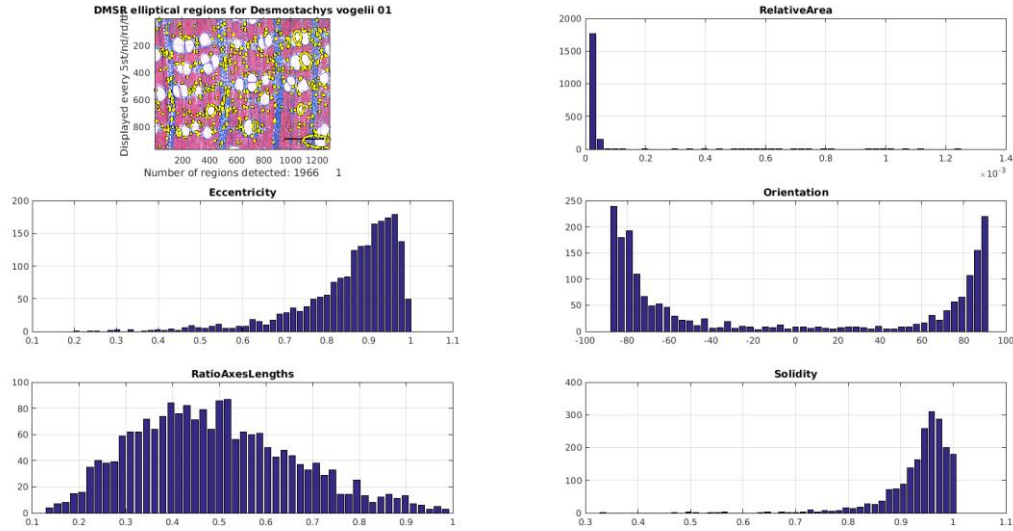 DMSR elliptical regions for Desmostachys vogelii 01
Displayed every 5st/nd/rd/th
200
400
600
800
200 400 600 800 1000 1200
Number of regions detected: 1966 1
RelativeArea
2000
1500
1000
500
0
0 0.2 0.4 0.6 0.8 1 1.2 1.4
×10⁻³
Eccentricity
200
150
100
50
0
0.1 0.2 0.3 0.4 0.5 0.6 0.7 0.8 0.9 1 1.1
Orientation
250
200
150
100
50
0
-100 -80 -60 -40 -20 0 20 40 60 80 100
RatioAxesLengths
100
80
60
40
20
0
0.1 0.2 0.3 0.4 0.5 0.6 0.7 0.8 0.9 1
Solidity
400
300
200
100
0
0.3 0.4 0.5 0.6 0.7 0.8 0.9 1 1.1